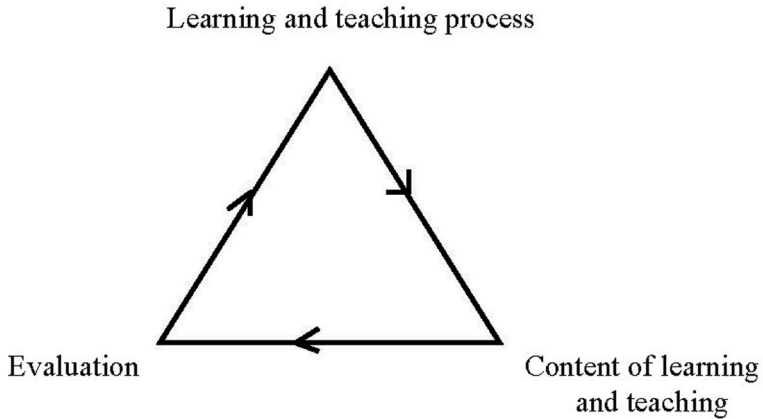 Learning and teaching process
Evaluation
Content of learning
and teaching